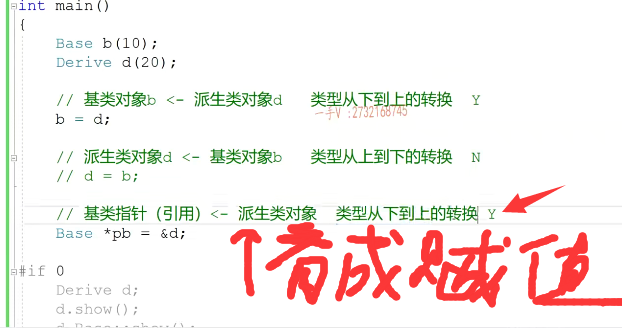 int main()
{
Base b(10);
Derive d(20);
// 基类对象b <- 派生类对象d 类型从下到上的转换 Y
一手V :2732168745
b = d;
// 派生类对象d <- 基类对象b 类型从上到下的转换 N
// d = b;
// 基类指针（引用）<- 派生类对象 类型从下到上的转换 Y
Base *pb = &d;
成赋值
#if 0
Derive d;
d.show();
d.Base::show();